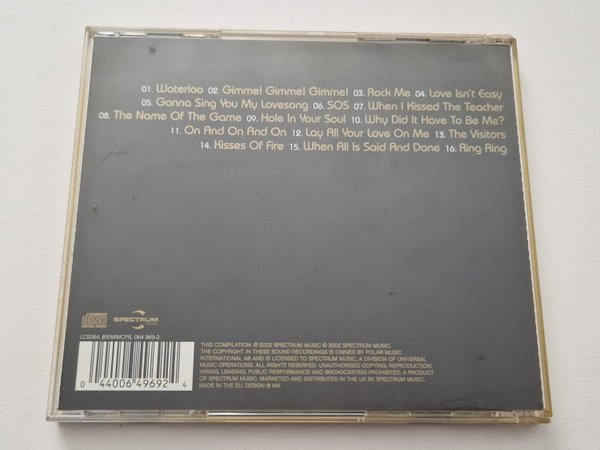 01. Waterloo 02. Gimme! Gimme! Gimme! 03. Rock Me 04. Love Isn't Easy
05. Gonna Sing You My Lovesong 06. SOS 07. When I Kissed The Teacher
08. The Name Of The Game 09. Hole In Your Soul 10. Why Did It Have To Be Me?
11. On And On And On 12. Lay All Your Love On Me 13. The Visitors
14. Kisses Of Fire 15. When All Is Said And Done 16. Ring Ring
SPECTRUM
LC5064. BIEM/MCPS. 064 969-2.
THIS COMPILATION: ℗ 2002 SPECTRUM MUSIC © 2002 SPECTRUM MUSIC.
THE COPYRIGHT IN THESE SOUND RECORDINGS IS OWNED BY POLAR MUSIC
INTERNATIONAL AB AND IS LICENSED TO SPECTRUM MUSIC, A DIVISION OF UNIVERSAL
MUSIC OPERATIONS. ALL RIGHTS RESERVED. UNAUTHORISED COPYING, REPRODUCTION,
HIRING, LENDING, PUBLIC PERFORMANCE AND BROADCASTING PROHIBITED. A PRODUCT
OF SPECTRUM MUSIC. MARKETED AND DISTRIBUTED IN THE UK BY SPECTRUM MUSIC.
MADE IN THE EU. DESIGN @ M4.
0 44006 49692 4